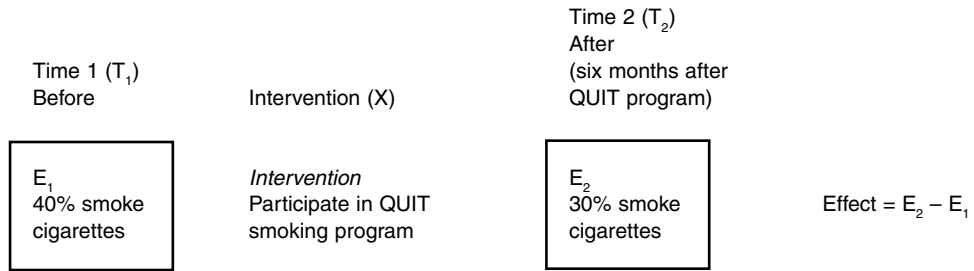 Time 1 (T₁)
Before
Intervention (X)
Time 2 (T₂)
After
(six months after
QUIT program)
E₁
40% smoke
cigarettes
Intervention
Participate in QUIT
smoking program
E₂
30% smoke
cigarettes
Effect = E₂ – E₁